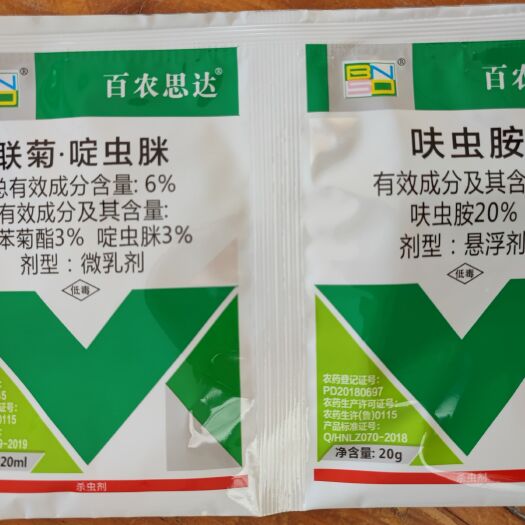 百农思达®
联菊·啶虫脒
总有效成分含量: 6%
有效成分及其含量:
苯菊酯3% 啶虫脒3%
剂型：微乳剂
低毒
0115
9-2019
20ml
杀虫剂
百农
呋虫胺
有效成分及其含
呋虫胺20%
剂型：悬浮剂
低毒
农药登记证号:
PD20180697
农药生产许可证号:
农药生许(鲁)0115
产品标准证号:
Q/HNLZ070-2018
净含量: 20g
杀虫剂